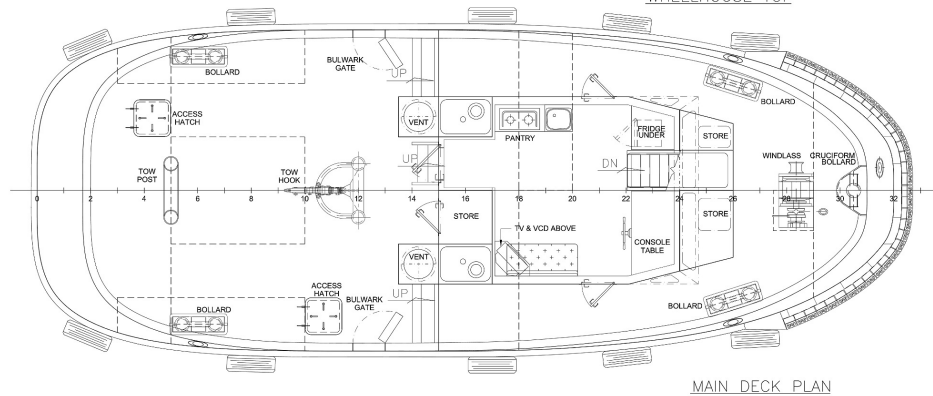 WHEELHOUSE TOP
BOLLARD
BULWARK
GATE
UP
BOLLARD
ACCESS
HATCH
VENT
PANTRY
FRIDGE
UNDER
STORE
UP
DN
WINDLASS
CRUCIFORM
BOLLARD
TOW
POST
TOW
HOOK
0 2 4 6 8 10 12 14 16 18 20 22 24 26 28 30 32
STORE
STORE
TV & VCD ABOVE
CONSOLE
TABLE
VENT
ACCESS
HATCH
UP
BULWARK
GATE
BOLLARD
BOLLARD
MAIN DECK PLAN